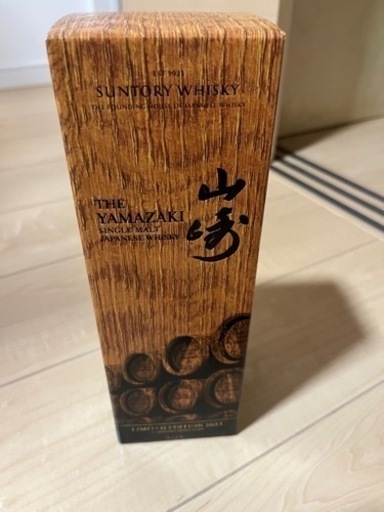 EST 1923
SUNTORY WHISKY
THE FOUNDING HOUSE OF JAPANESE WHISKY
山崎
THE
YAMAZAKI
SINGLE MALT
JAPANESE WHISKY
LIMITED EDITION